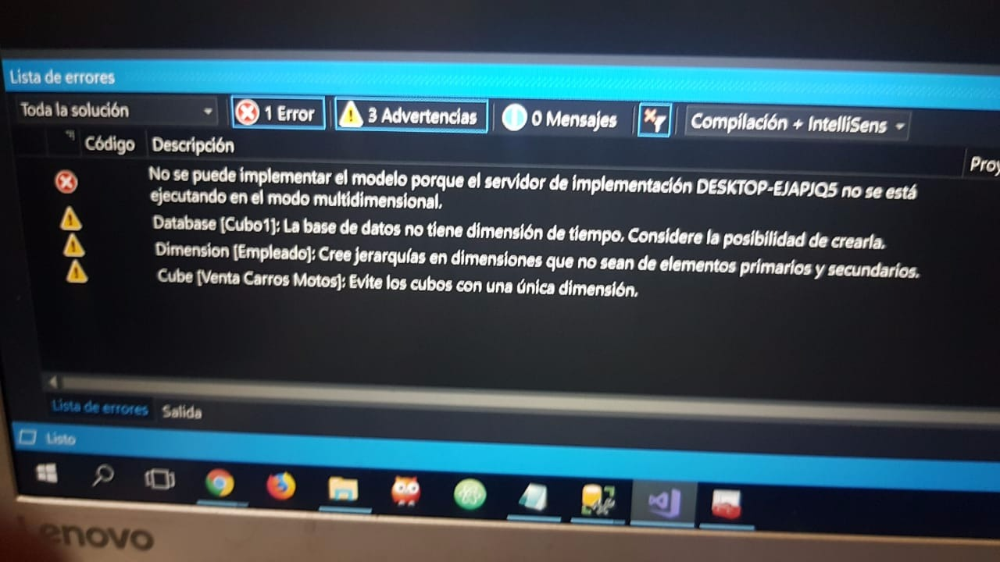 Lista de errores
Toda la solución
1 Error
3 Advertencias
0 Mensajes
Compilación + IntelliSens
Código
Descripción
No se puede implementar el modelo porque el servidor de implementación DESKTOP-EJAPJQ5 no se está
ejecutando en el modo multidimensional.
Database [Cubo1]: La base de datos no tiene dimensión de tiempo. Considere la posibilidad de crearla.
Dimension [Empleado]: Cree jerarquías en dimensiones que no sean de elementos primarios y secundarios.
Cube [Venta Carros Motos]: Evite los cubos con una única dimensión.
Lista de errores
Salida
Listo
enovo